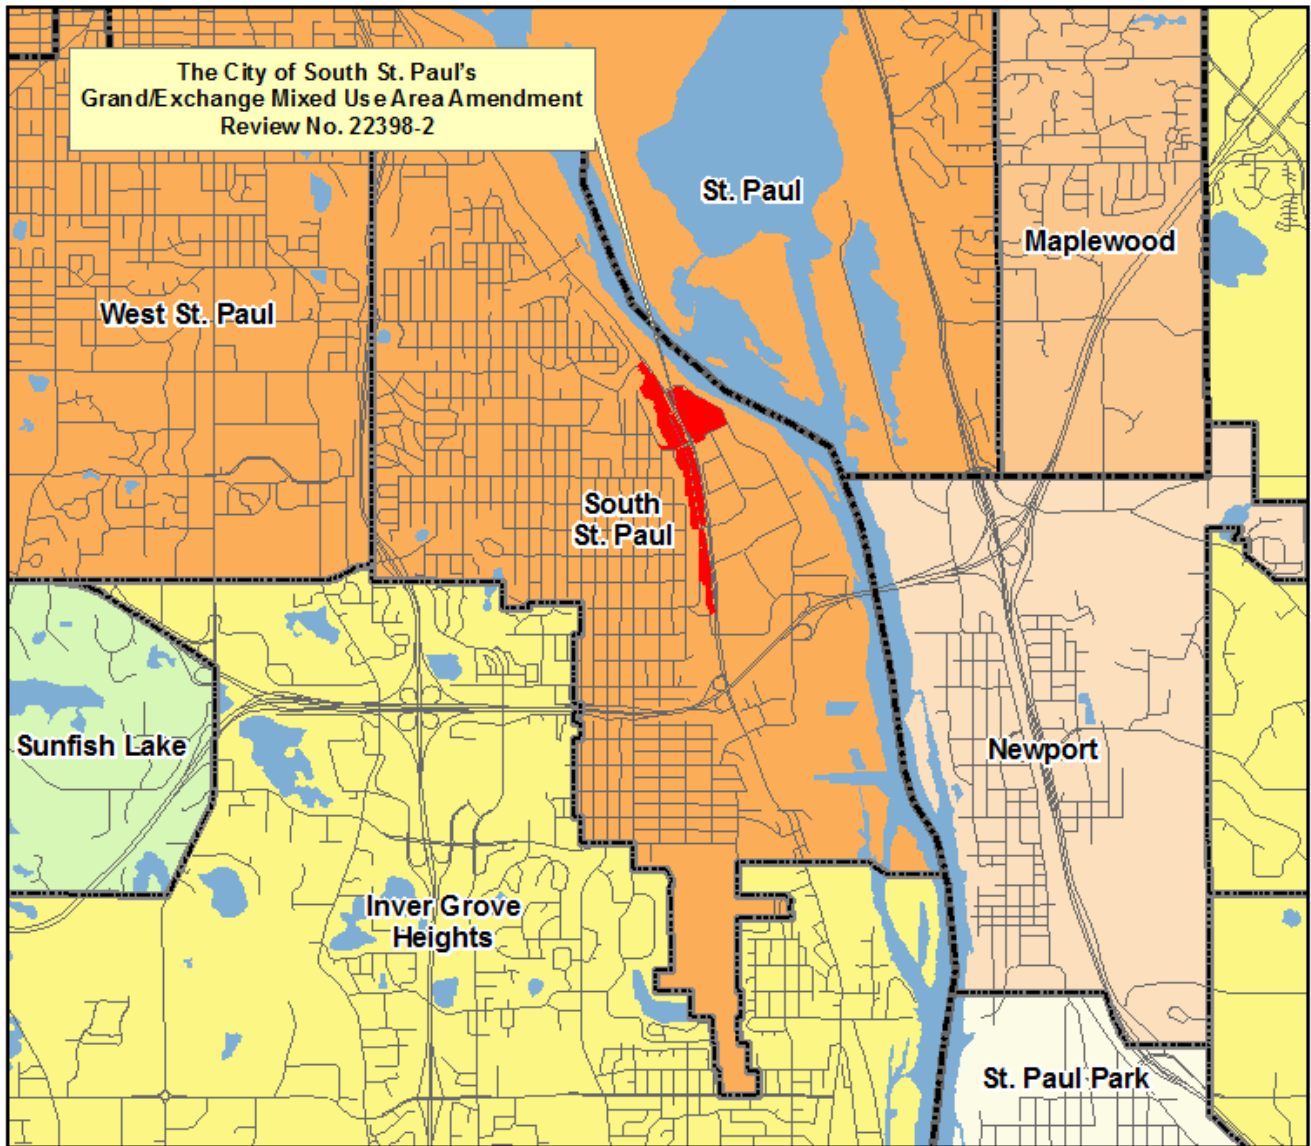 The City of South St. Paul's
Grand/Exchange Mixed Use Area Amendment
Review No. 22398-2
St. Paul
Maplewood
West St. Paul
South
St. Paul
Sunfish Lake
Newport
Inver Grove
Heights
St. Paul Park